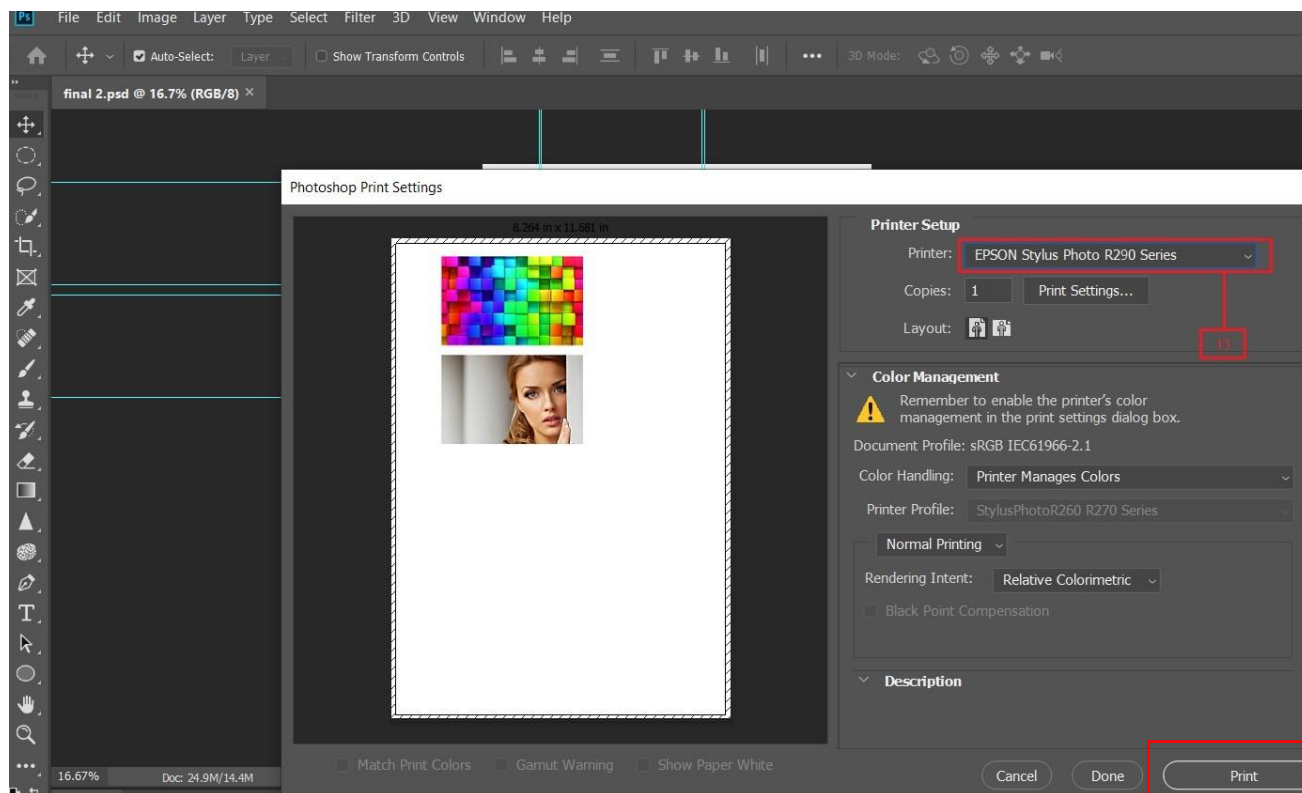 Ps File Edit Image Layer Type Select Filter 3D View Window Help
Auto-Select: Layer Show Transform Controls 3D Mode:
final 2.psd @ 16.7% (RGB/8) ×
Photoshop Print Settings
8.264 in x 11.681 in
Printer Setup
Printer: EPSON Stylus Photo R290 Series
Copies: 1 Print Settings...
Layout:
13
Color Management
Remember to enable the printer's color
management in the print settings dialog box.
Document Profile: sRGB IEC61966-2.1
Color Handling: Printer Manages Colors
Printer Profile: StylusPhotoR260 R270 Series
Normal Printing
Rendering Intent: Relative Colorimetric
Black Point Compensation
Description
Match Print Colors Gamut Warning Show Paper White
16.67% Doc: 24.9M/14.4M
Cancel Done Print